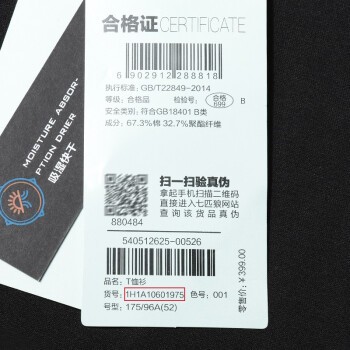 合格证CERTIFICATE
6902912288818
执行标准: GB/T22849-2014
等级: 合格品 检验号: 合格 699 B
安全类别: 符合GB18401 B类
成分: 67.3%棉 32.7%聚酯纤维
扫一扫验真伪
拿起手机扫描二维码
直接进入七匹狼网站
查询该货品真伪
880484
540512625-00526
品名: T恤衫
货号: 1H1A10601975 色号: 001
号型: 175/96A(52)
零售价: ¥399.00
MOISTURE ABSOR-
PTION DRIER
吸湿快干